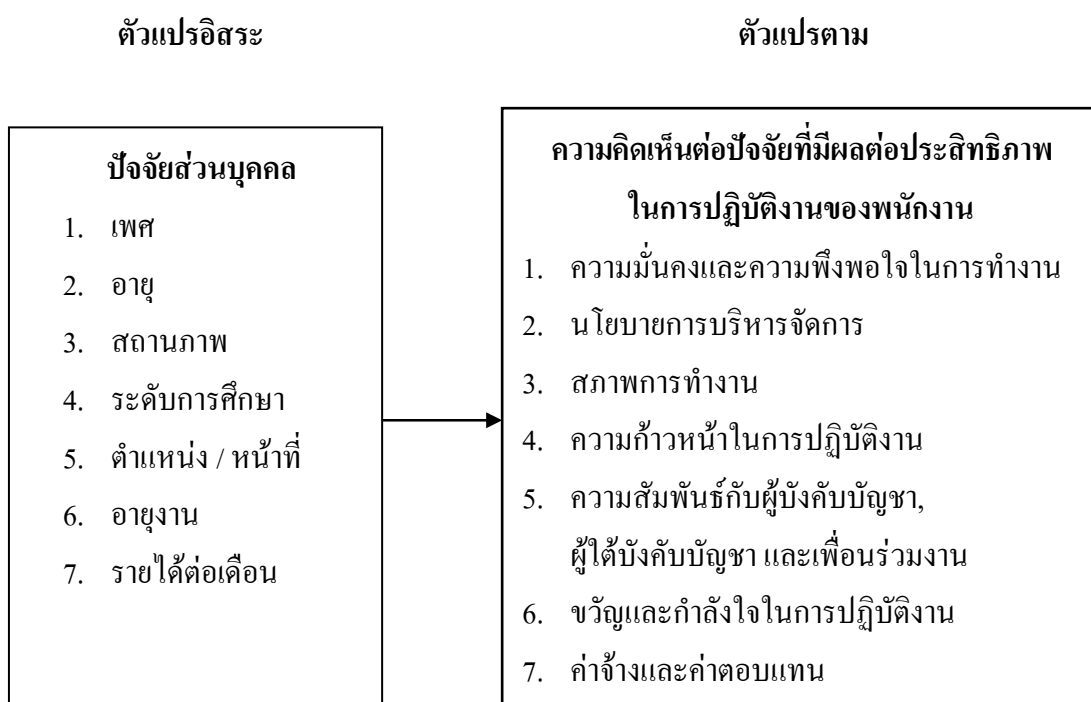 ตัวแปรอิสระ
ตัวแปรตาม
ปัจจัยส่วนบุคคล
1. เพศ
2. อายุ
3. สถานภาพ
4. ระดับการศึกษา
5. ตำแหน่ง / หน้าที่
6. อายุงาน
7. รายได้ต่อเดือน
ความคิดเห็นต่อปัจจัยที่มีผลต่อประสิทธิภาพ
ในการปฏิบัติงานของพนักงาน
1. ความมั่นคงและความพึงพอใจในการทำงาน
2. นโยบายการบริหารจัดการ
3. สภาพการทำงาน
4. ความก้าวหน้าในการปฏิบัติงาน
5. ความสัมพันธ์กับผู้บังคับบัญชา,
ผู้ใต้บังคับบัญชา และเพื่อนร่วมงาน
6. ขวัญและกำลังใจในการปฏิบัติงาน
7. ค่าจ้างและค่าตอบแทน